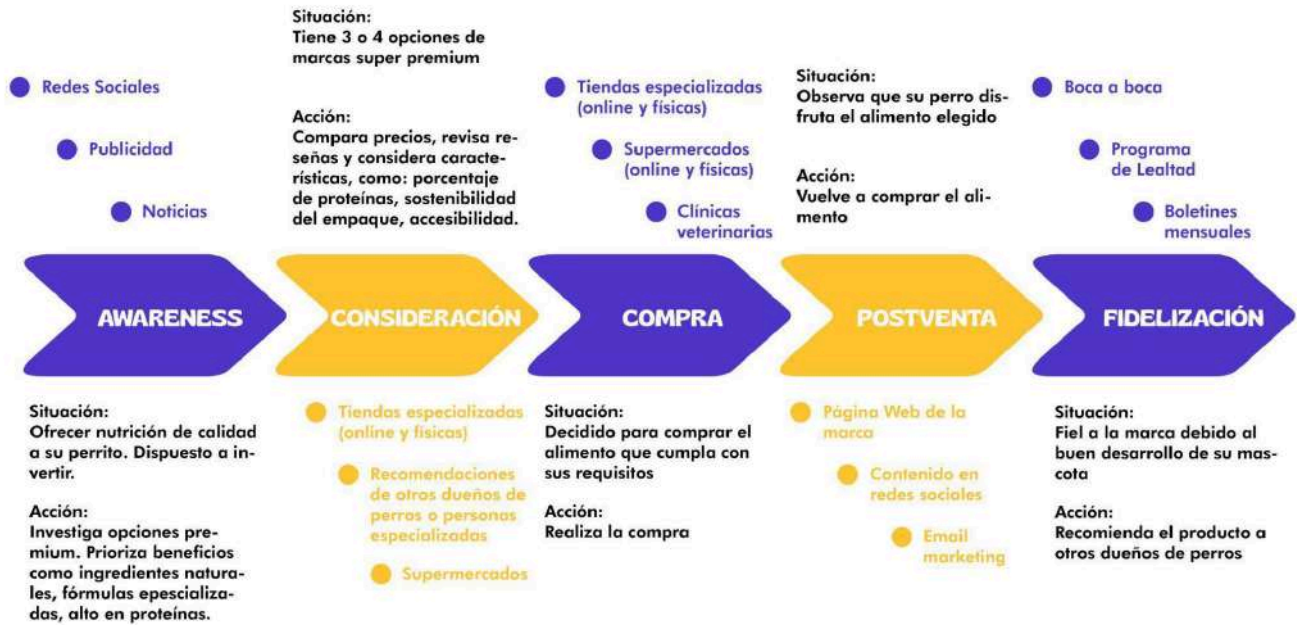 Redes Sociales
Publicidad
Noticias
Situación:
Tiene 3 o 4 opciones de
marcas super premium
Acción:
Compara precios, revisa re-
señas y considera caracte-
rísticas, como: porcentaje
de proteínas, sostenibilidad
del empaque, accesibilidad.
Tiendas especializadas
(online y físicas)
Supermercados
(online y físicas)
Clínicas
veterinarias
Situación:
Observa que su perro dis-
fruta el alimento elegido
Acción:
Vuelve a comprar el ali-
mento
Boca a boca
Programa
de Lealtad
Boletines
mensuales
AWARENESS
CONSIDERACIÓN
COMPRA
POSTVENTA
FIDELIZACIÓN
Situación:
Ofrecer nutrición de calidad
a su perrito. Dispuesto a in-
vertir.
Acción:
Investiga opciones pre-
mium. Prioriza beneficios
como ingredientes natura-
les, fórmulas epescializa-
das, alto en proteínas.
Tiendas especializadas
(online y físicas)
Recomendaciones
de otros dueños de
perros o personas
especializadas
Supermercados
Situación:
Decidido para comprar el
alimento que cumpla con
sus requisitos
Acción:
Realiza la compra
Página Web de la
marca
Contenido en
redes sociales
Email
marketing
Situación:
Fiel a la marca debido al
buen desarrollo de su mas-
cota
Acción:
Recomienda el producto a
otros dueños de perros